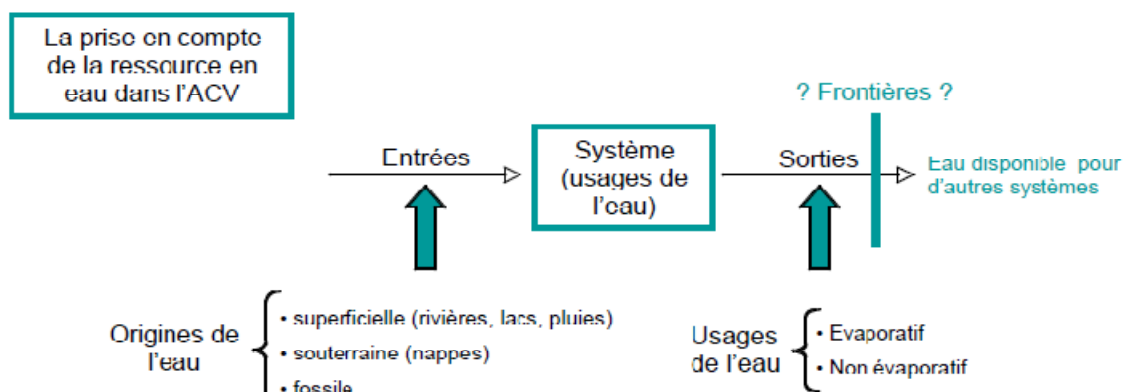 La prise en compte
de la ressource en
eau dans l'ACV
? Frontières ?
Entrées
Système
(usages de
l'eau)
Sorties
Eau disponible pour
d'autres systèmes
Origines de
l'eau
• superficielle (rivières, lacs, pluies)
• souterraine (nappes)
• fossile
Usages
de l'eau
• Evaporatif
• Non évaporatif